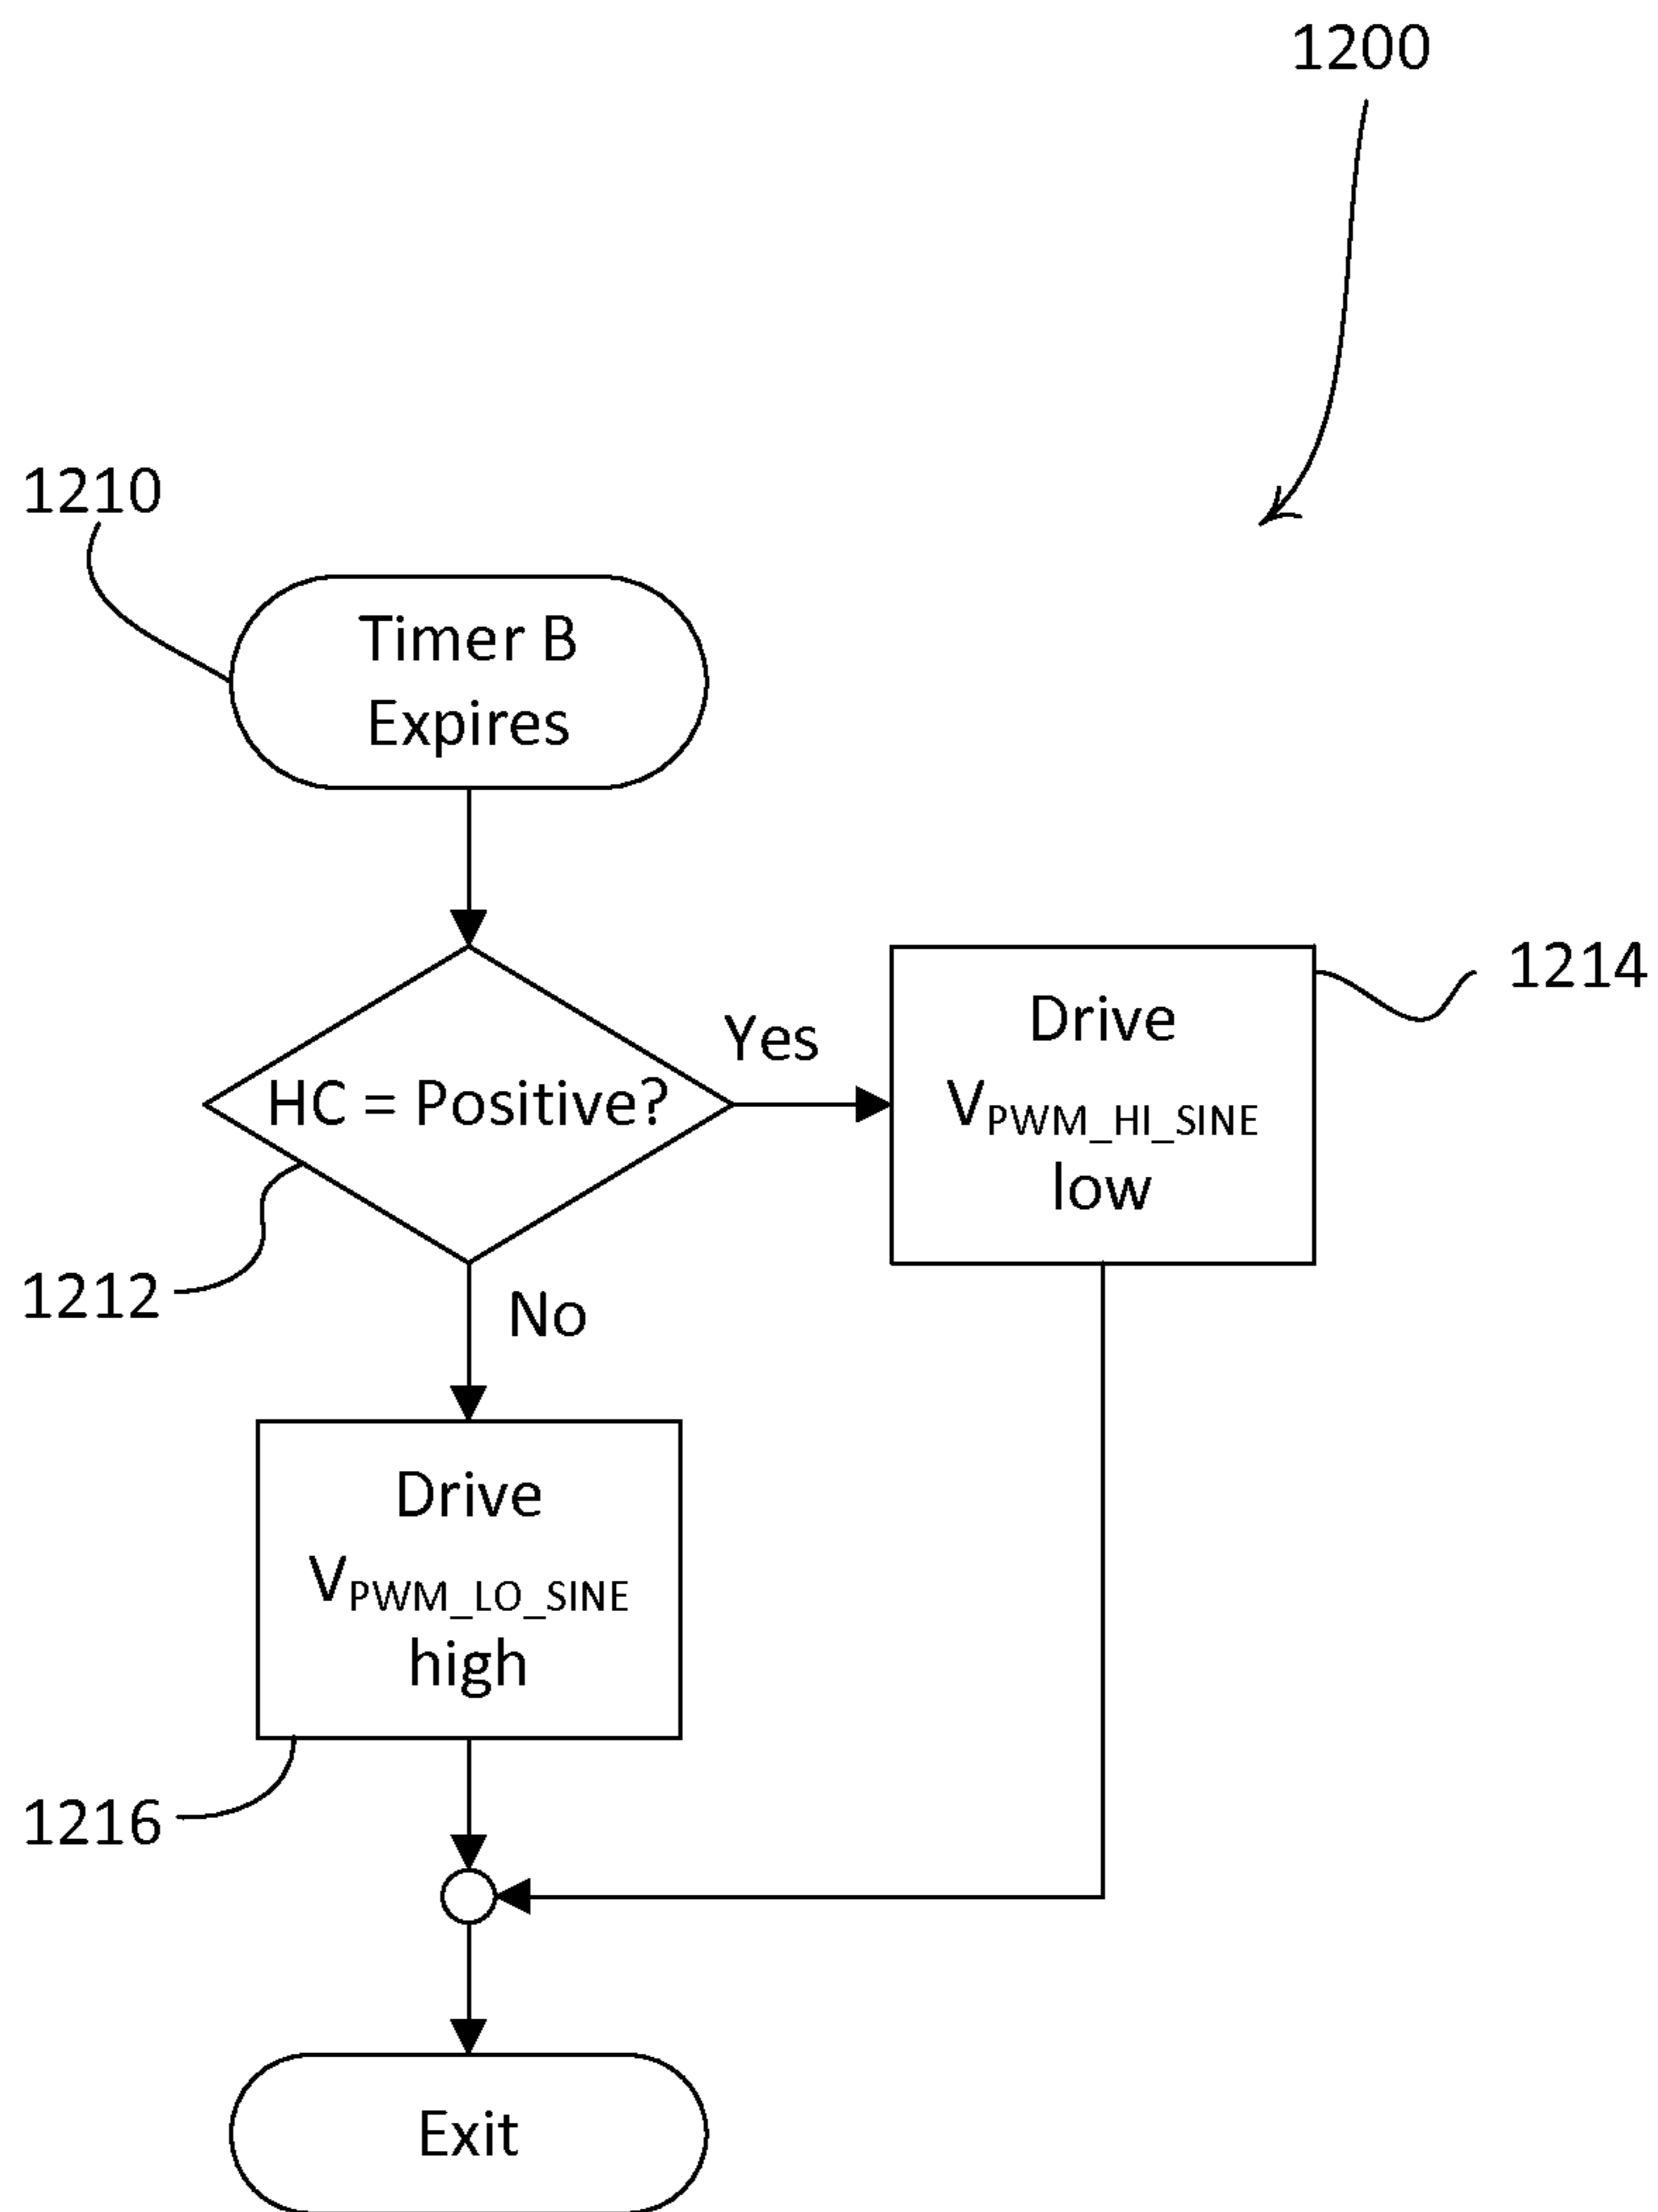 1200
1210
Timer B
Expires
HC = Positive?
Yes
Drive
VPWM_HI_SINE
low
1214
1212
No
Drive
VPWM_LO_SINE
high
1216
Exit